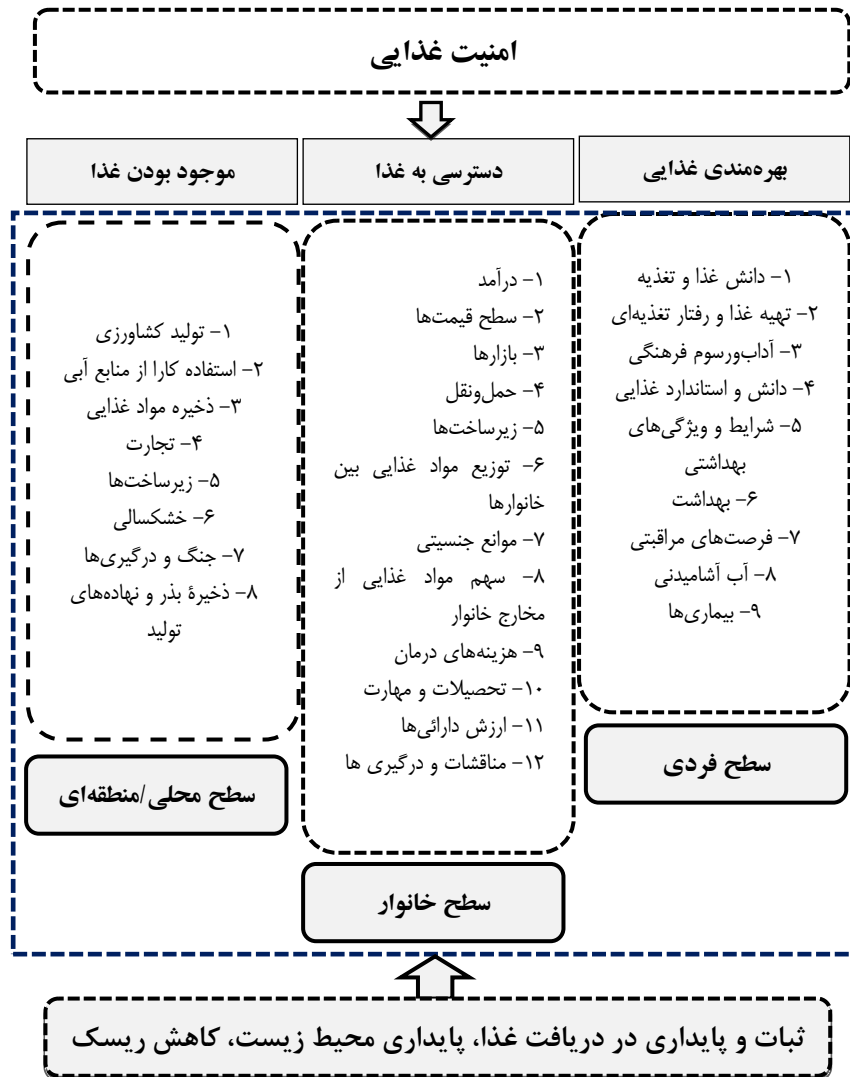 امنیت غذایی
بهره‌مندی غذایی
دسترسی به غذا
موجود بودن غذا
۱- دانش غذا و تغذیه
۲- تهیه غذا و رفتار تغذیه‌ای
۳- آداب‌ورسوم فرهنگی
۴- دانش و استاندارد غذایی
۵- شرایط و ویژگی‌های
بهداشتی
۶- بهداشت
۷- فرصت‌های مراقبتی
۸- آب آشامیدنی
۹- بیماری‌ها
سطح فردی
۱- درآمد
۲- سطح قیمت‌ها
۳- بازارها
۴- حمل‌ونقل
۵- زیرساخت‌ها
۶- توزیع مواد غذایی بین
خانوارها
۷- موانع جنسیتی
۸- سهم مواد غذایی از
مخارج خانوار
۹- هزینه‌های درمان
۱۰- تحصیلات و مهارت
۱۱- ارزش دارائی‌ها
۱۲- مناقشات و درگیری ها
سطح خانوار
۱- تولید کشاورزی
۲- استفاده کارا از منابع آبی
۳- ذخیره مواد غذایی
۴- تجارت
۵- زیرساخت‌ها
۶- خشکسالی
۷- جنگ و درگیری‌ها
۸- ذخیرهٔ بذر و نهاده‌های
تولید
سطح محلی/منطقه‌ای
ثبات و پایداری در دریافت غذا، پایداری محیط زیست، کاهش ریسک